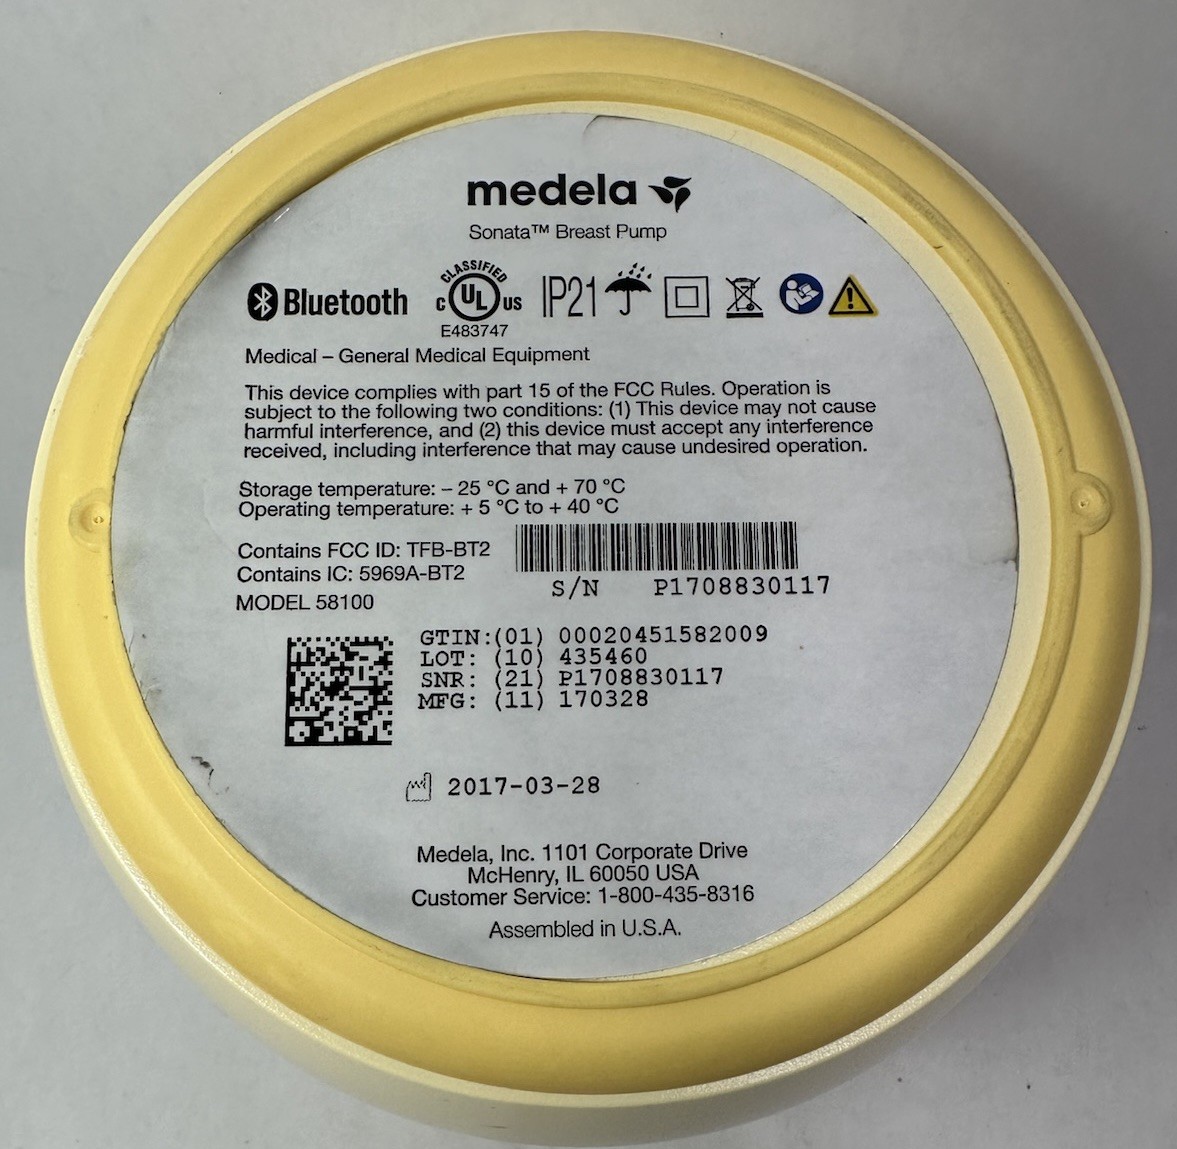 medela
Sonata™ Breast Pump
Bluetooth
CLASSIFIED
C UL US
E483747
IP21
Medical – General Medical Equipment
This device complies with part 15 of the FCC Rules. Operation is
subject to the following two conditions: (1) This device may not cause
harmful interference, and (2) this device must accept any interference
received, including interference that may cause undesired operation.
Storage temperature: – 25 °C and + 70 °C
Operating temperature: + 5 °C to + 40 °C
Contains FCC ID: TFB-BT2
Contains IC: 5969A-BT2
MODEL 58100
S/N P1708830117
GTIN:(01) 00020451582009
LOT: (10) 435460
SNR: (21) P1708830117
MFG: (11) 170328
2017-03-28
Medela, Inc. 1101 Corporate Drive
McHenry, IL 60050 USA
Customer Service: 1-800-435-8316
Assembled in U.S.A.